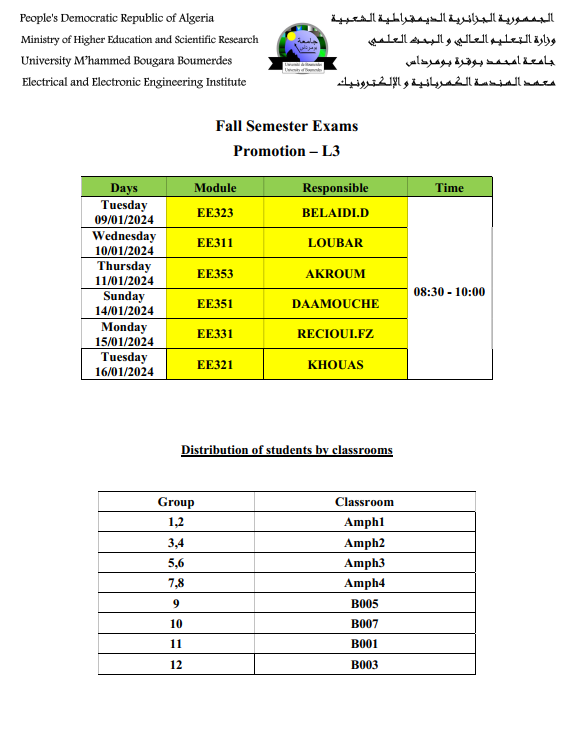 People's Democratic Republic of Algeria
الجمهورية الجزائرية الديمقراطية الشعبية
Ministry of Higher Education and Scientific Research
وزارة التعليم العالي و البحث العلمي
University M'hammed Bougara Boumerdes
جامعة امحمد بوقرة بومرداس
Electrical and Electronic Engineering Institute
معهد الهندسة الكهربائية و الإلكترونيك
جامعة
بومرداس
Université de Boumerdes
University of Boumerdes
Fall Semester Exams
Promotion – L3
Days Module Responsible Time
Tuesday
09/01/2024 EE323 BELAIDI.D
Wednesday
10/01/2024 EE311 LOUBAR
Thursday
11/01/2024 EE353 AKROUM
08:30 - 10:00
Sunday
14/01/2024 EE351 DAAMOUCHE
Monday
15/01/2024 EE331 RECIOUI.FZ
Tuesday
16/01/2024 EE321 KHOUAS
Distribution of students by classrooms
Group Classroom
1,2 Amph1
3,4 Amph2
5,6 Amph3
7,8 Amph4
9 B005
10 B007
11 B001
12 B003